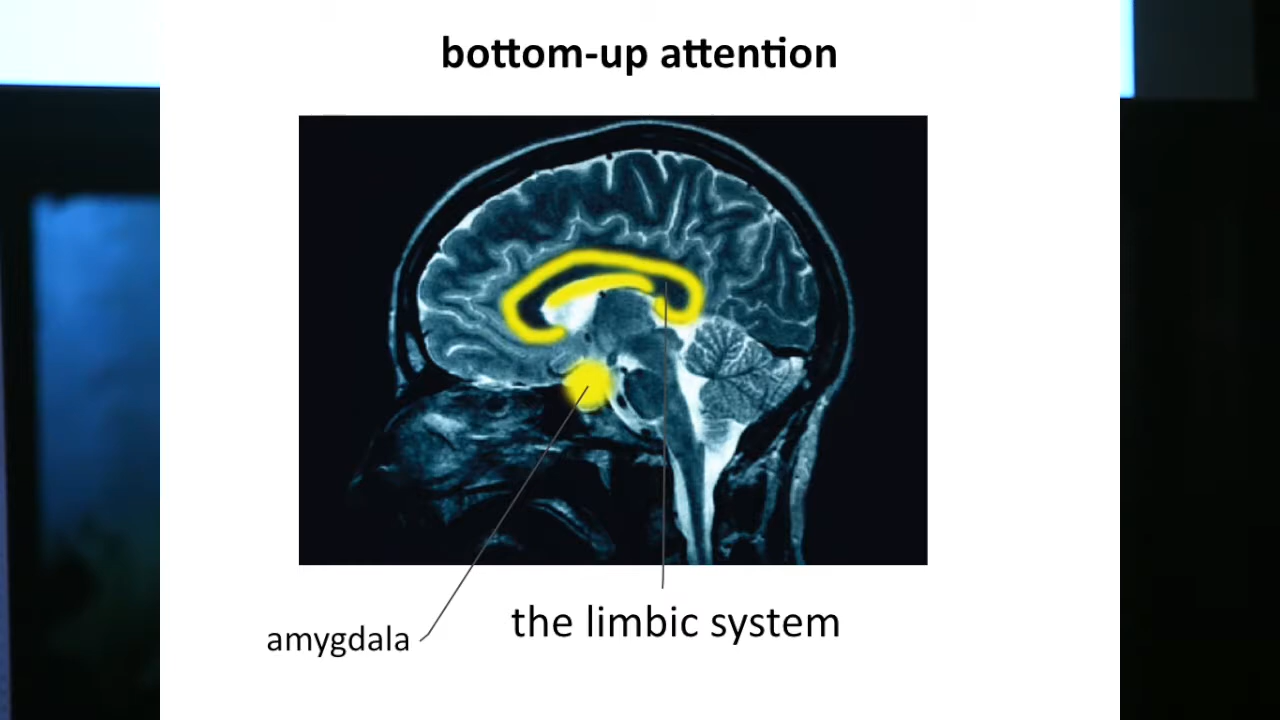 bottom-up attention
the limbic system
amygdala